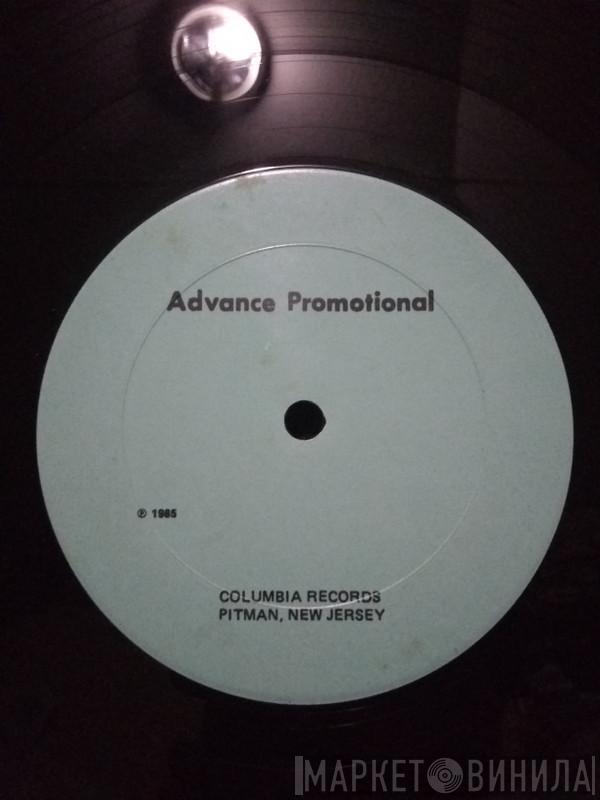 Advance Promotional
℗ 1985
COLUMBIA RECORDS
PITMAN, NEW JERSEY
МАРКЕТ ВИНИЛА